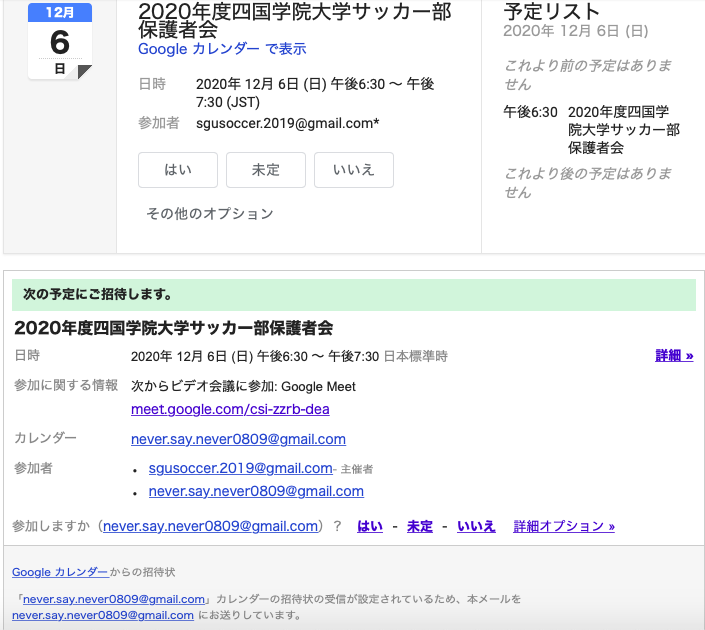 12月
6
日
2020年度四国学院大学サッカー部
保護者会
Google カレンダー で表示
日時 2020年 12月 6日 (日) 午後6:30 〜 午後
7:30 (JST)
参加者 sgusoccer.2019@gmail.com*
はい 未定 いいえ
その他のオプション
予定リスト
2020年 12月 6日 (日)
これより前の予定はありま
せん
午後6:30 2020年度四国学
院大学サッカー部
保護者会
これより後の予定はありま
せん
次の予定にご招待します。
2020年度四国学院大学サッカー部保護者会
日時 2020年 12月 6日 (日) 午後6:30 〜 午後7:30 日本標準時 詳細 »
参加に関する情報 次からビデオ会議に参加: Google Meet
meet.google.com/csi-zzrb-dea
カレンダー never.say.never0809@gmail.com
参加者 • sgusoccer.2019@gmail.com- 主催者
• never.say.never0809@gmail.com
参加しますか（never.say.never0809@gmail.com）？ はい - 未定 - いいえ 詳細オプション »
Google カレンダーからの招待状
「never.say.never0809@gmail.com」カレンダーの招待状の受信が設定されているため、本メールを
never.say.never0809@gmail.com にお送りしています。